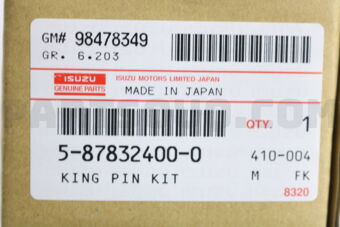 GM# 98478349
GR. 6.203
ISUZU
GENUINE PARTS
ISUZU MOTORS LIMITED JAPAN
MADE IN JAPAN
QTY. 1
5-87832400-0 410-004
KING PIN KIT M FK
8320